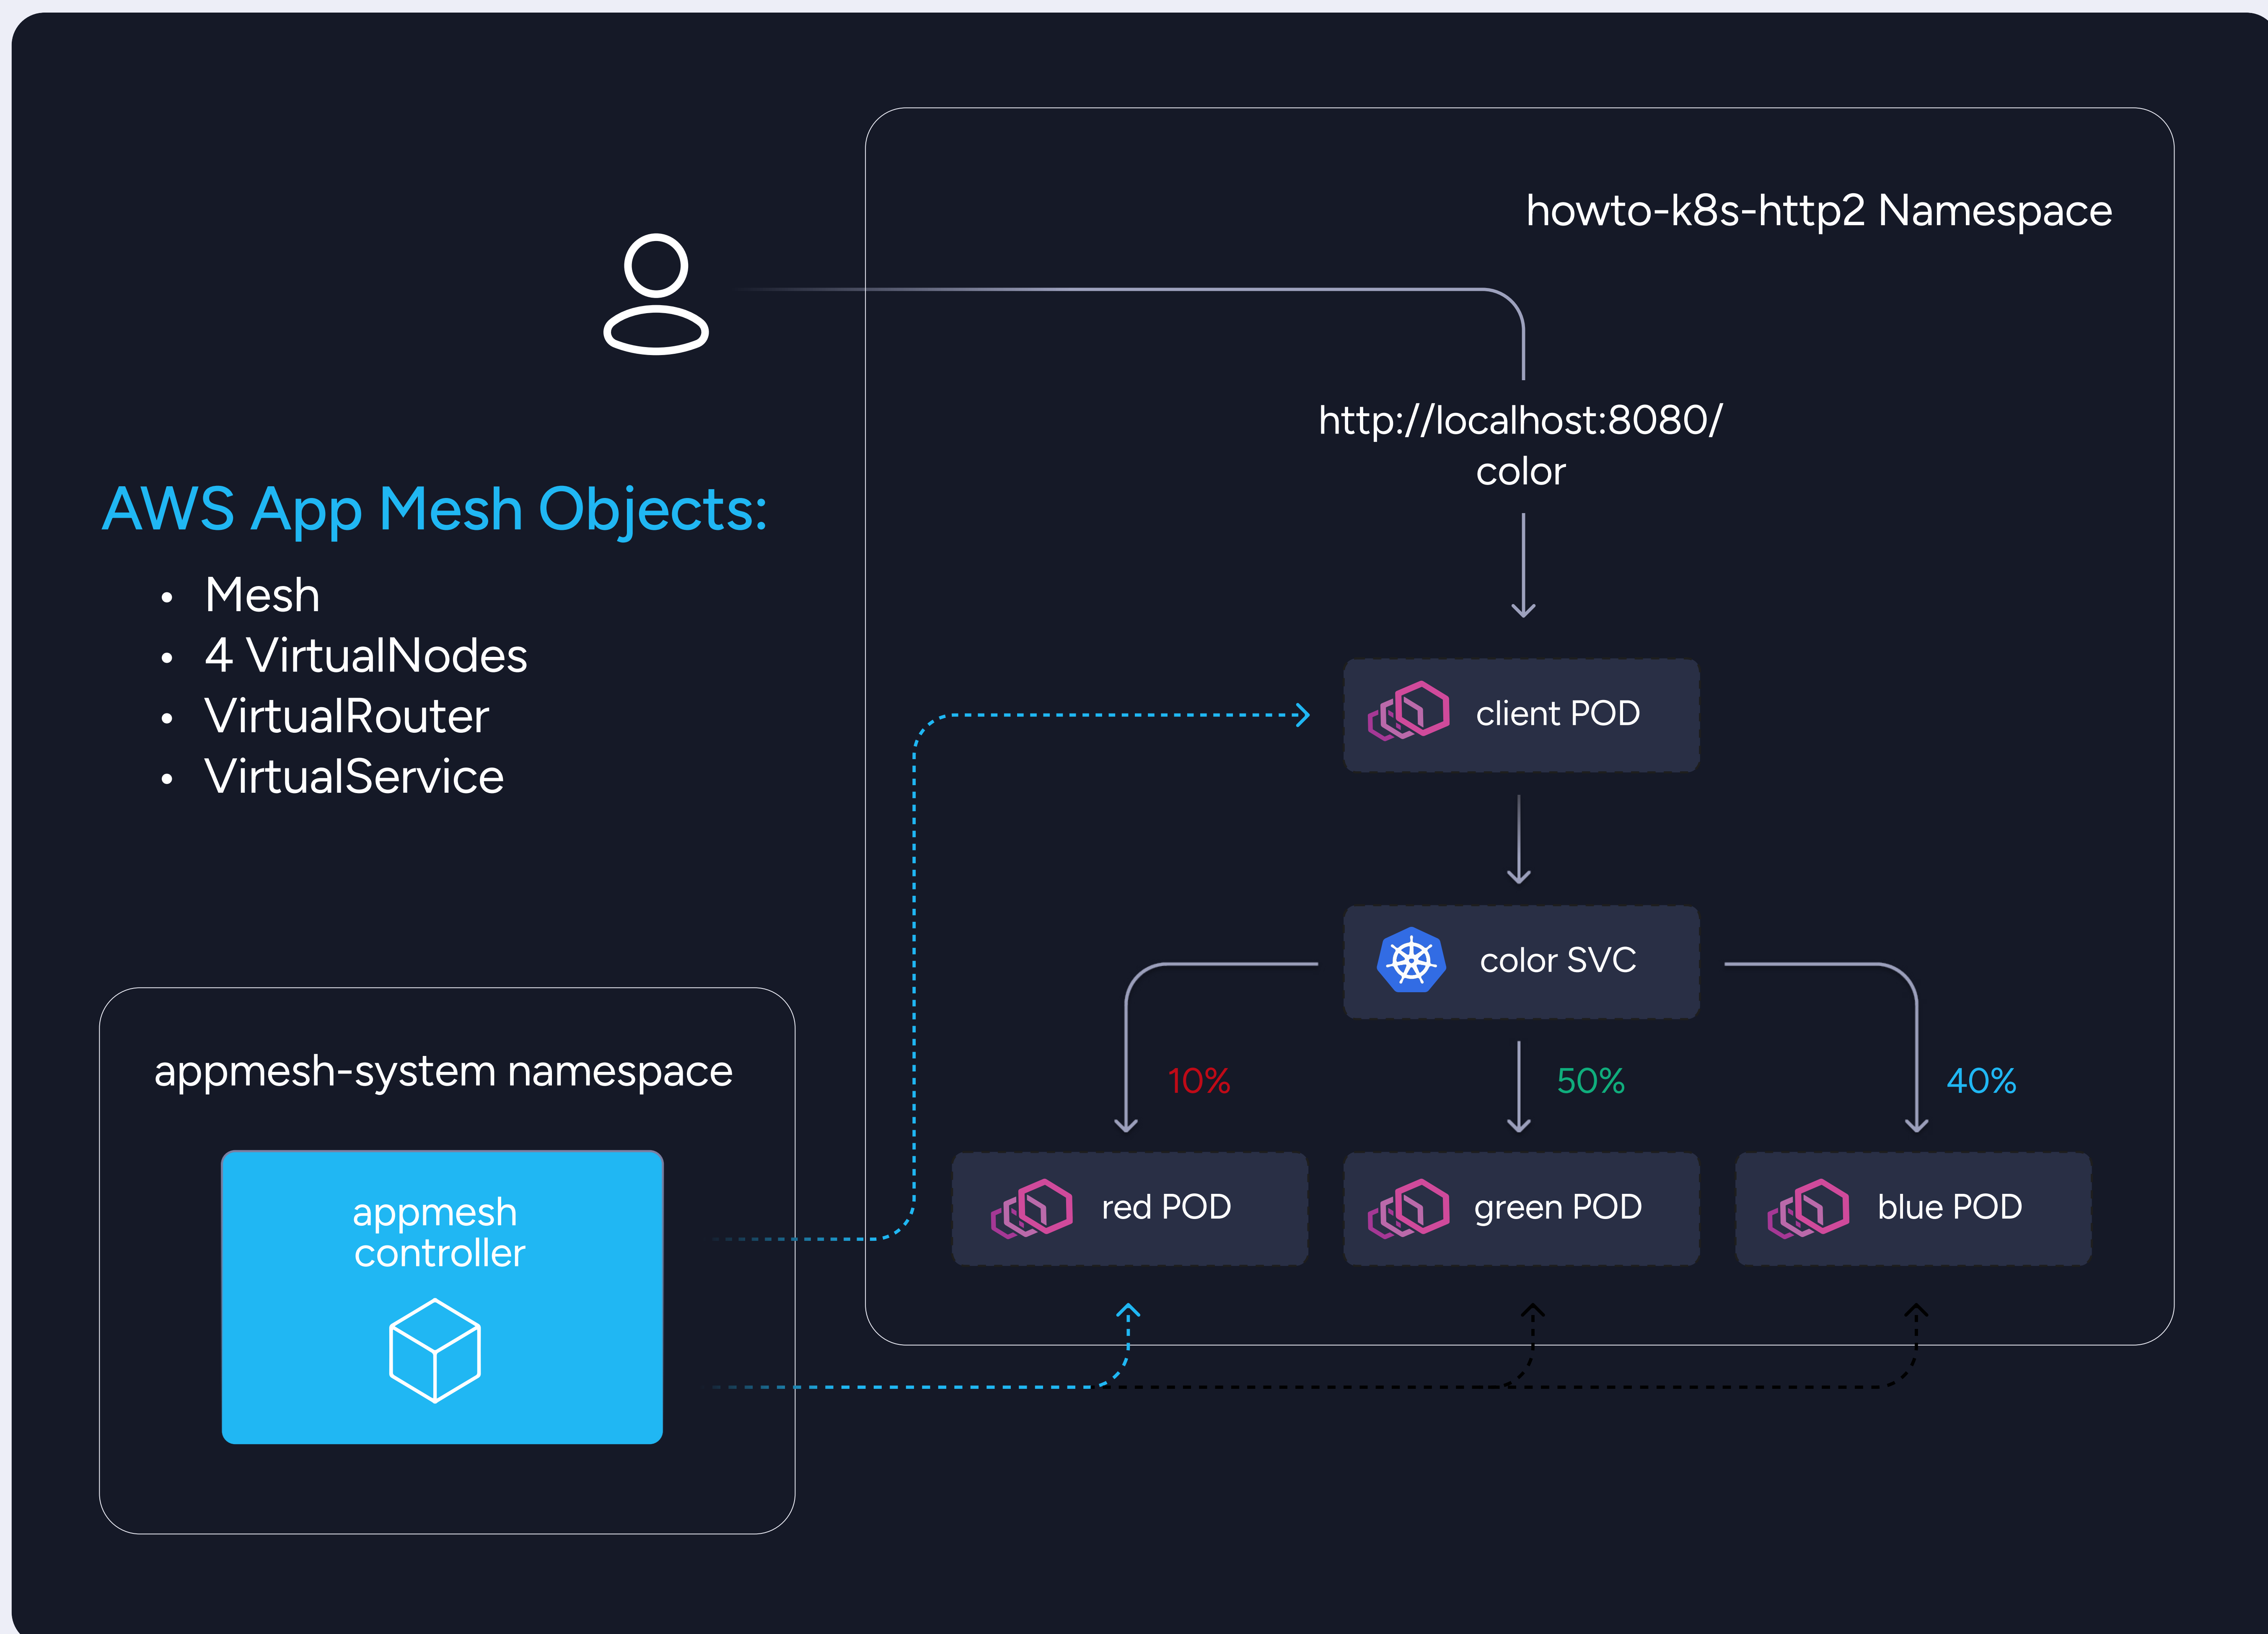 howto-k8s-http2 Namespace
http://localhost:8080/
color
AWS App Mesh Objects:
• Mesh
• 4 VirtualNodes
• VirtualRouter
• VirtualService
client POD
color SVC
10%
50%
40%
red POD
green POD
blue POD
appmesh-system namespace
appmesh
controller